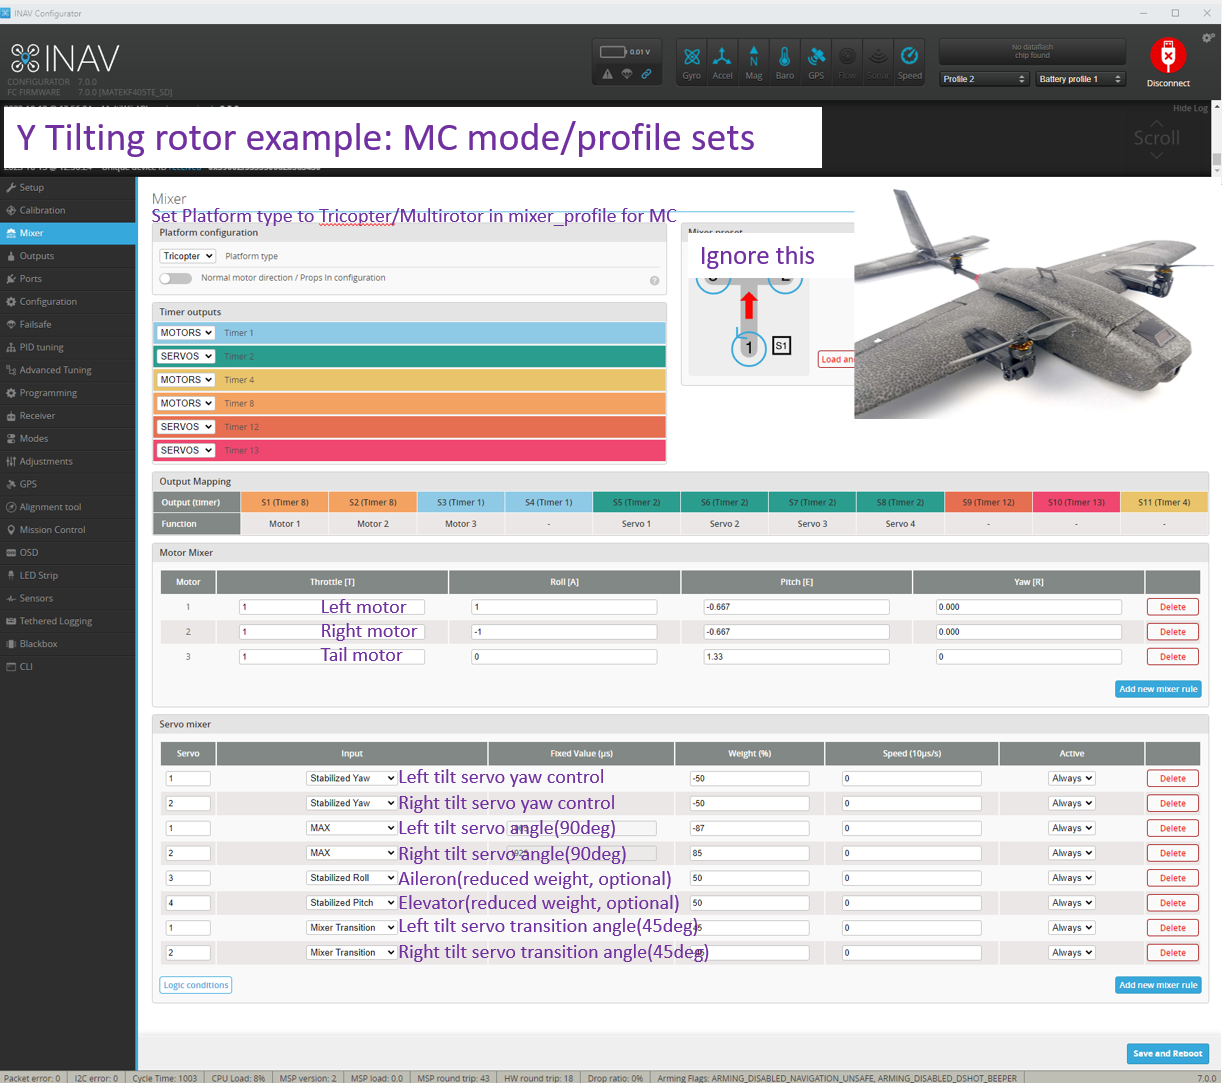 INAV Configurator
INAV
CONFIGURATOR 7.0.0
FC FIRMWARE 7.0.0 [MATEKF405TE_SD]
0.01 V
Gyro Accel Mag Baro GPS Flow Sonar Speed
No dataflash
chip found
Profile 2 Battery profile 1
Disconnect
Hide Log
Scroll
Y Tilting rotor example: MC mode/profile sets
Setup
Calibration
Mixer
Outputs
Ports
Configuration
Failsafe
PID tuning
Advanced Tuning
Programming
Receiver
Modes
Adjustments
GPS
Alignment tool
Mission Control
OSD
LED Strip
Sensors
Tethered Logging
Blackbox
CLI
Mixer
Set Platform type to Tricopter/Multirotor in mixer_profile for MC
Platform configuration
Tricopter Platform type
Normal motor direction / Props In configuration
Mixer preset
Ignore this
1 S1
Load an
Timer outputs
MOTORS Timer 1
SERVOS Timer 2
MOTORS Timer 4
MOTORS Timer 8
SERVOS Timer 12
SERVOS Timer 13
Output Mapping
Output (timer) S1 (Timer 8) S2 (Timer 8) S3 (Timer 1) S4 (Timer 1) S5 (Timer 2) S6 (Timer 2) S7 (Timer 2) S8 (Timer 2) S9 (Timer 12) S10 (Timer 13) S11 (Timer 4)
Function Motor 1 Motor 2 Motor 3 - Servo 1 Servo 2 Servo 3 Servo 4 - - -
Motor Mixer
Motor Throttle [T] Roll [A] Pitch [E] Yaw [R]
1 1 Left motor 1 -0.667 0.000 Delete
2 1 Right motor -1 -0.667 0.000 Delete
3 1 Tail motor 0 1.33 0 Delete
Add new mixer rule
Servo mixer
Servo Input Fixed Value (µs) Weight (%) Speed (10µs/s) Active
1 Stabilized Yaw Left tilt servo yaw control -50 0 Always Delete
2 Stabilized Yaw Right tilt servo yaw control -50 0 Always Delete
1 MAX Left tilt servo angle(90deg) -87 0 Always Delete
2 MAX Right tilt servo angle(90deg) 85 0 Always Delete
3 Stabilized Roll Aileron(reduced weight, optional) 50 0 Always Delete
4 Stabilized Pitch Elevator(reduced weight, optional) 50 0 Always Delete
1 Mixer Transition Left tilt servo transition angle(45deg) 0 Always Delete
2 Mixer Transition Right tilt servo transition angle(45deg) 0 Always Delete
Logic conditions Add new mixer rule
Save and Reboot
Packet error: 0 I2C error: 0 Cycle Time: 1003 CPU Load: 8% MSP version: 2 MSP load: 0.0 MSP round trip: 43 HW round trip: 18 Drop ratio: 0% Arming Flags: ARMING_DISABLED_NAVIGATION_UNSAFE, ARMING_DISABLED_DSHOT_BEEPER 7.0.0